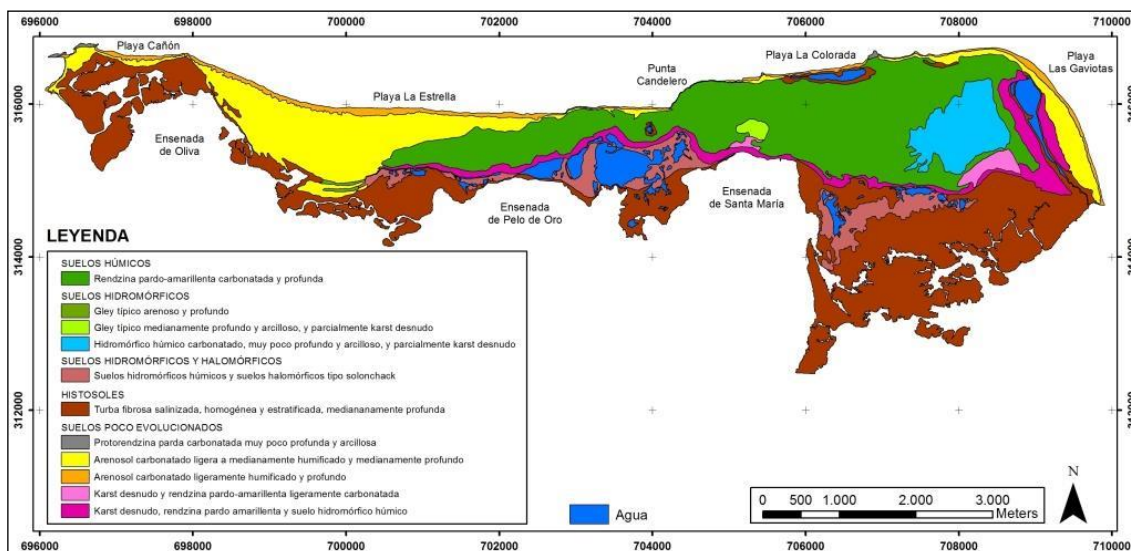 696000 698000 700000 702000 704000 706000 708000 710000
Playa Cañón
Playa La Colorada
Playa
Las Gaviotas
Punta
Candelero
Playa La Estrella
316000 316000
Ensenada
de Oliva
Ensenada
de Pelo de Oro
Ensenada
de Santa María
314000 314000
312000 312000
LEYENDA
SUELOS HÚMICOS
Rendzina pardo-amarillenta carbonatada y profunda
SUELOS HIDROMÓRFICOS
Gley típico arenoso y profundo
Gley típico medianamente profundo y arcilloso, y parcialmente karst desnudo
Hidromórfico húmico carbonatado, muy poco profundo y arcilloso, y parcialmente karst desnudo
SUELOS HIDROMÓRFICOS Y HALOMÓRFICOS
Suelos hidromórficos húmicos y suelos halomórficos tipo solonchack
HISTOSOLES
Turba fibrosa salinizada, homogénea y estratificada, mediananamente profunda
SUELOS POCO EVOLUCIONADOS
Protorendzina parda carbonatada muy poco profunda y arcillosa
Arenosol carbonatado ligera a medianamente humificado y medianamente profundo
Arenosol carbonatado ligeramente humificado y profundo
Karst desnudo y rendzina pardo-amarillenta ligeramente carbonatada
Karst desnudo, rendzina pardo amarillenta y suelo hidromórfico húmico
Agua
0 500 1.000 2.000 3.000
Meters
N
696000 698000 700000 702000 704000 706000 708000 710000